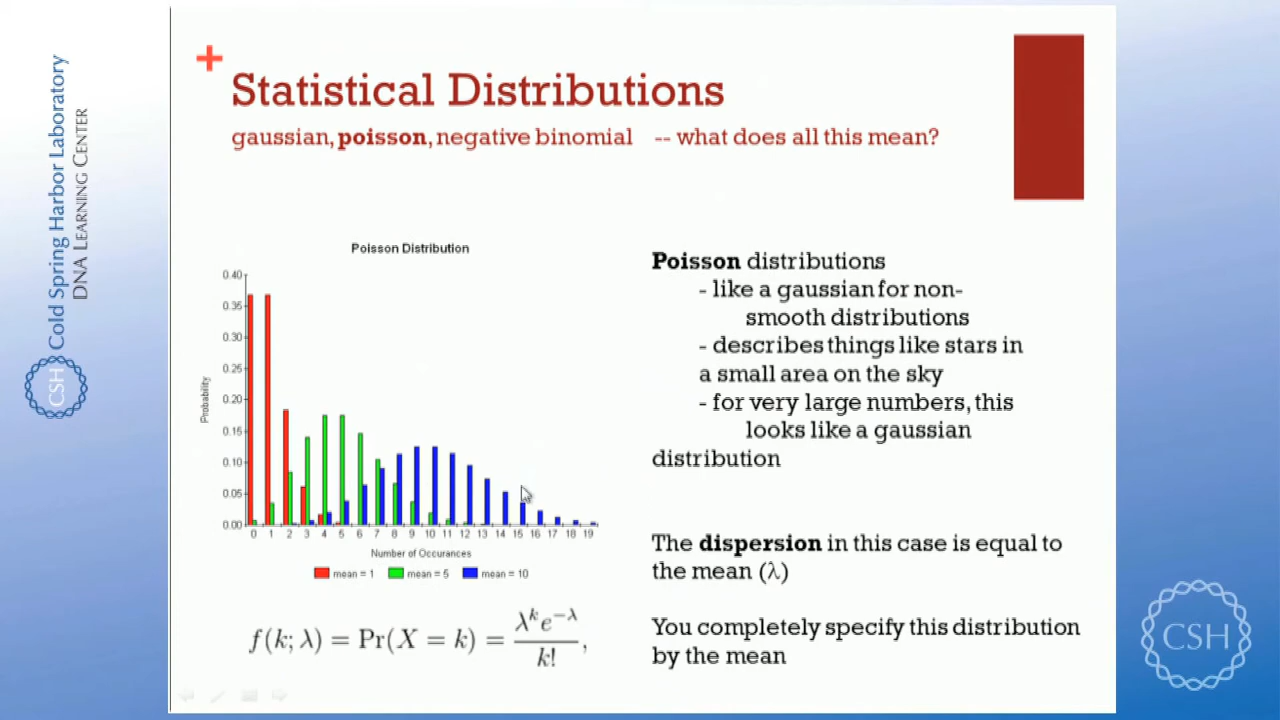 Cold Spring Harbor Laboratory
DNA LEARNING CENTER
CSH
+
Statistical Distributions
gaussian, poisson, negative binomial -- what does all this mean?
Poisson Distribution
Probability
0.40
0.35
0.30
0.25
0.20
0.15
0.10
0.05
0.00
0 1 2 3 4 5 6 7 8 9 10 11 12 13 14 15 16 17 18 19
Number of Occurances
mean = 1 mean = 5 mean = 10
f(k; λ) = Pr(X = k) = λ^k e^−λ / k! ,
Poisson distributions
- like a gaussian for non-
smooth distributions
- describes things like stars in
a small area on the sky
- for very large numbers, this
looks like a gaussian
distribution
The dispersion in this case is equal to
the mean (λ)
You completely specify this distribution
by the mean
CSH